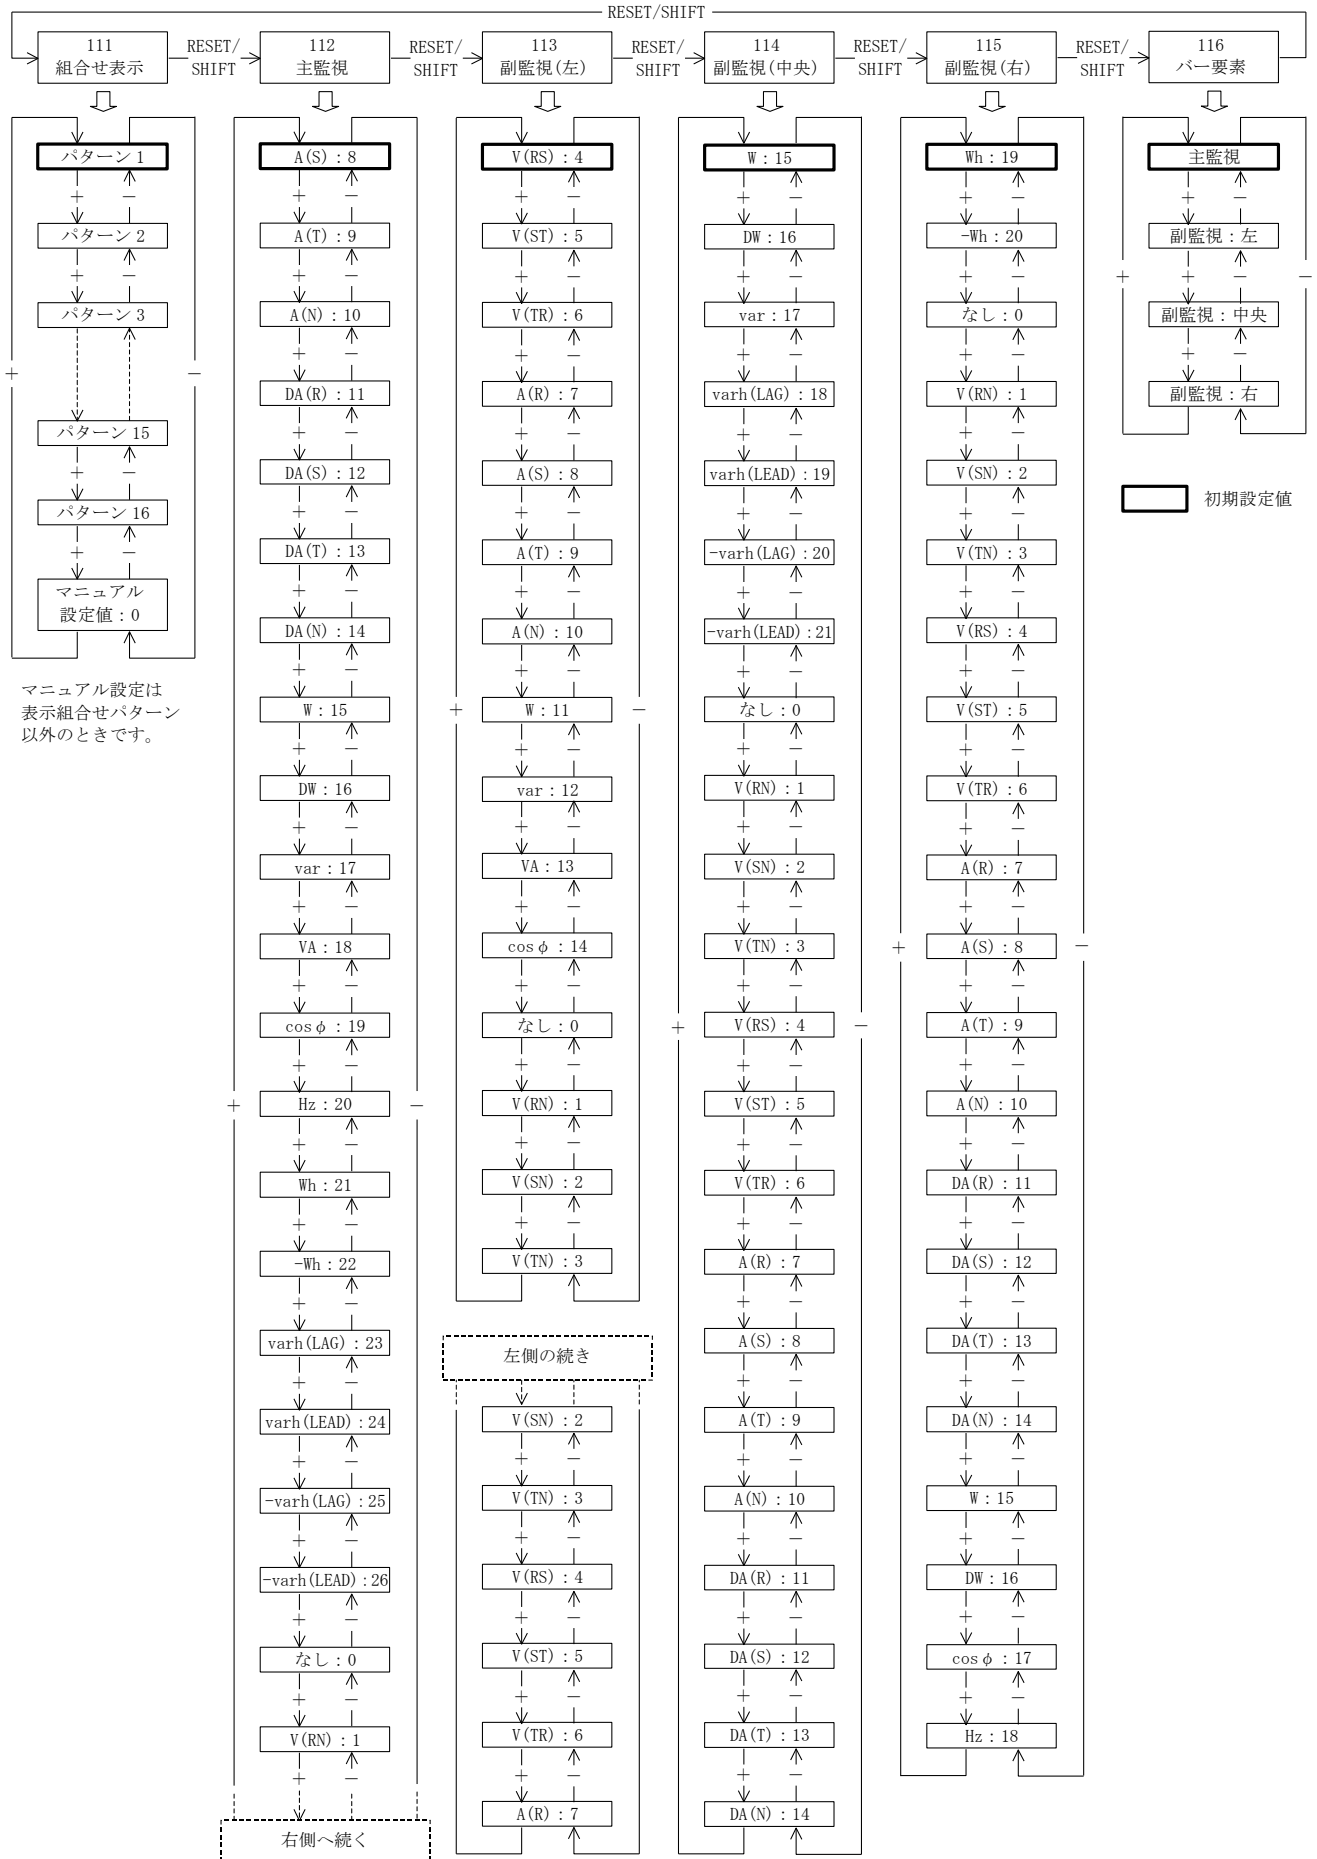 RESET/SHIFT
111
組合せ表示
RESET/
SHIFT
112
主監視
RESET/
SHIFT
113
副監視(左)
RESET/
SHIFT
114
副監視(中央)
RESET/
SHIFT
115
副監視(右)
RESET/
SHIFT
116
バー要素
パターン 1
+ −
パターン 2
+ −
パターン 3
+ −
パターン 15
+ −
パターン 16
+ −
マニュアル
設定値：0
マニュアル設定は
表示組合せパターン
以外のときです。
A(S)：8
+ −
A(T)：9
+ −
A(N)：10
+ −
DA(R)：11
+ −
DA(S)：12
+ −
DA(T)：13
+ −
DA(N)：14
+ −
W：15
+ −
DW：16
+ −
var：17
+ −
VA：18
+ −
cosφ：19
+ −
+ Hz：20 −
+ −
Wh：21
+ −
-Wh：22
+ −
varh(LAG)：23
+ −
varh(LEAD)：24
+ −
-varh(LAG)：25
+ −
-varh(LEAD)：26
+ −
なし：0
+ −
V(RN)：1
+ −
右側へ続く
V(RS)：4
+ −
V(ST)：5
+ −
V(TR)：6
+ −
A(R)：7
+ −
A(S)：8
+ −
A(T)：9
+ −
A(N)：10
+ −
+ W：11 −
+ −
var：12
+ −
VA：13
+ −
cosφ：14
+ −
なし：0
+ −
V(RN)：1
+ −
V(SN)：2
+ −
V(TN)：3
左側の続き
V(SN)：2
+ −
V(TN)：3
+ −
V(RS)：4
+ −
V(ST)：5
+ −
V(TR)：6
+ −
A(R)：7
W：15
+ −
DW：16
+ −
var：17
+ −
varh(LAG)：18
+ −
varh(LEAD)：19
+ −
-varh(LAG)：20
+ −
-varh(LEAD)：21
+ −
なし：0
+ −
V(RN)：1
+ −
V(SN)：2
+ −
V(TN)：3
+ −
+ V(RS)：4 −
+ −
V(ST)：5
+ −
V(TR)：6
+ −
A(R)：7
+ −
A(S)：8
+ −
A(T)：9
+ −
A(N)：10
+ −
DA(R)：11
+ −
DA(S)：12
+ −
DA(T)：13
+ −
DA(N)：14
Wh：19
+ −
-Wh：20
+ −
なし：0
+ −
V(RN)：1
+ −
V(SN)：2
+ −
V(TN)：3
+ −
V(RS)：4
+ −
V(ST)：5
+ −
V(TR)：6
+ −
A(R)：7
+ −
+ A(S)：8 −
+ −
A(T)：9
+ −
A(N)：10
+ −
DA(R)：11
+ −
DA(S)：12
+ −
DA(T)：13
+ −
DA(N)：14
+ −
W：15
+ −
DW：16
+ −
cosφ：17
+ −
Hz：18
主監視
+ −
副監視：左
+ + − −
副監視：中央
+ −
副監視：右
初期設定値